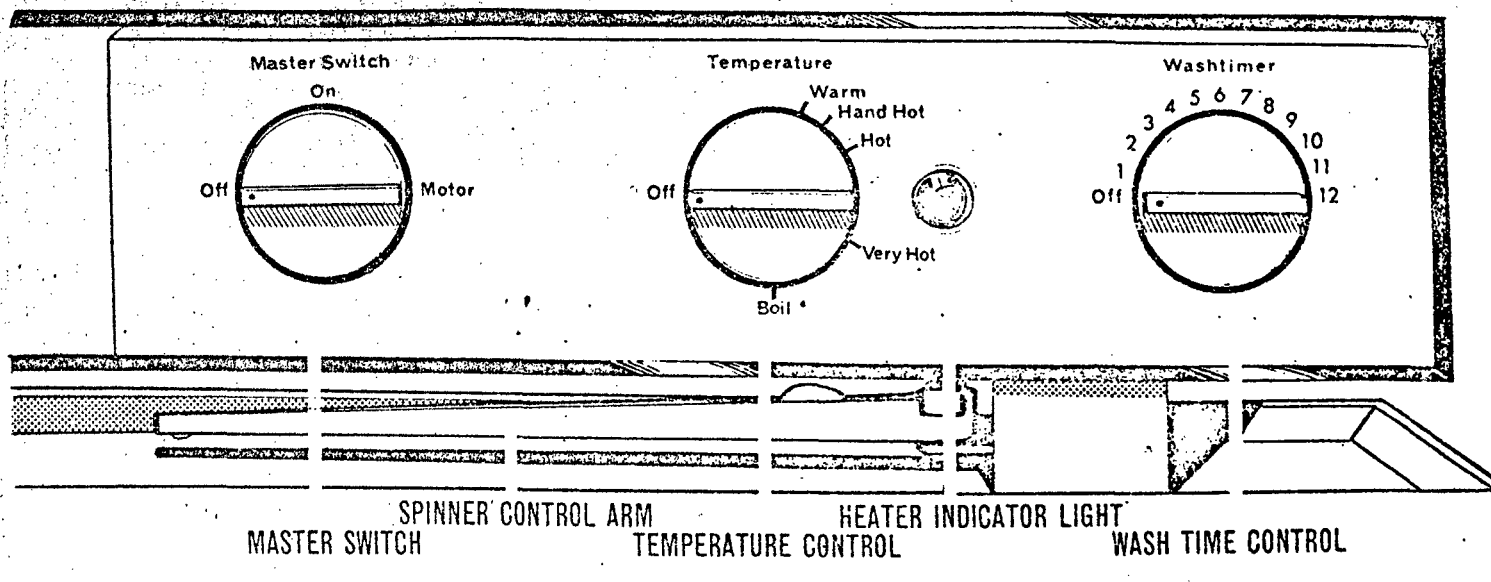 Master Switch
On
Off
Motor
Temperature
Warm
Hand Hot
Hot
Off
Very Hot
Boil
Washtimer
Off
1
2
3
4
5
6
7
8
9
10
11
12
SPINNER CONTROL ARM
HEATER INDICATOR LIGHT
MASTER SWITCH
TEMPERATURE CONTROL
WASH TIME CONTROL